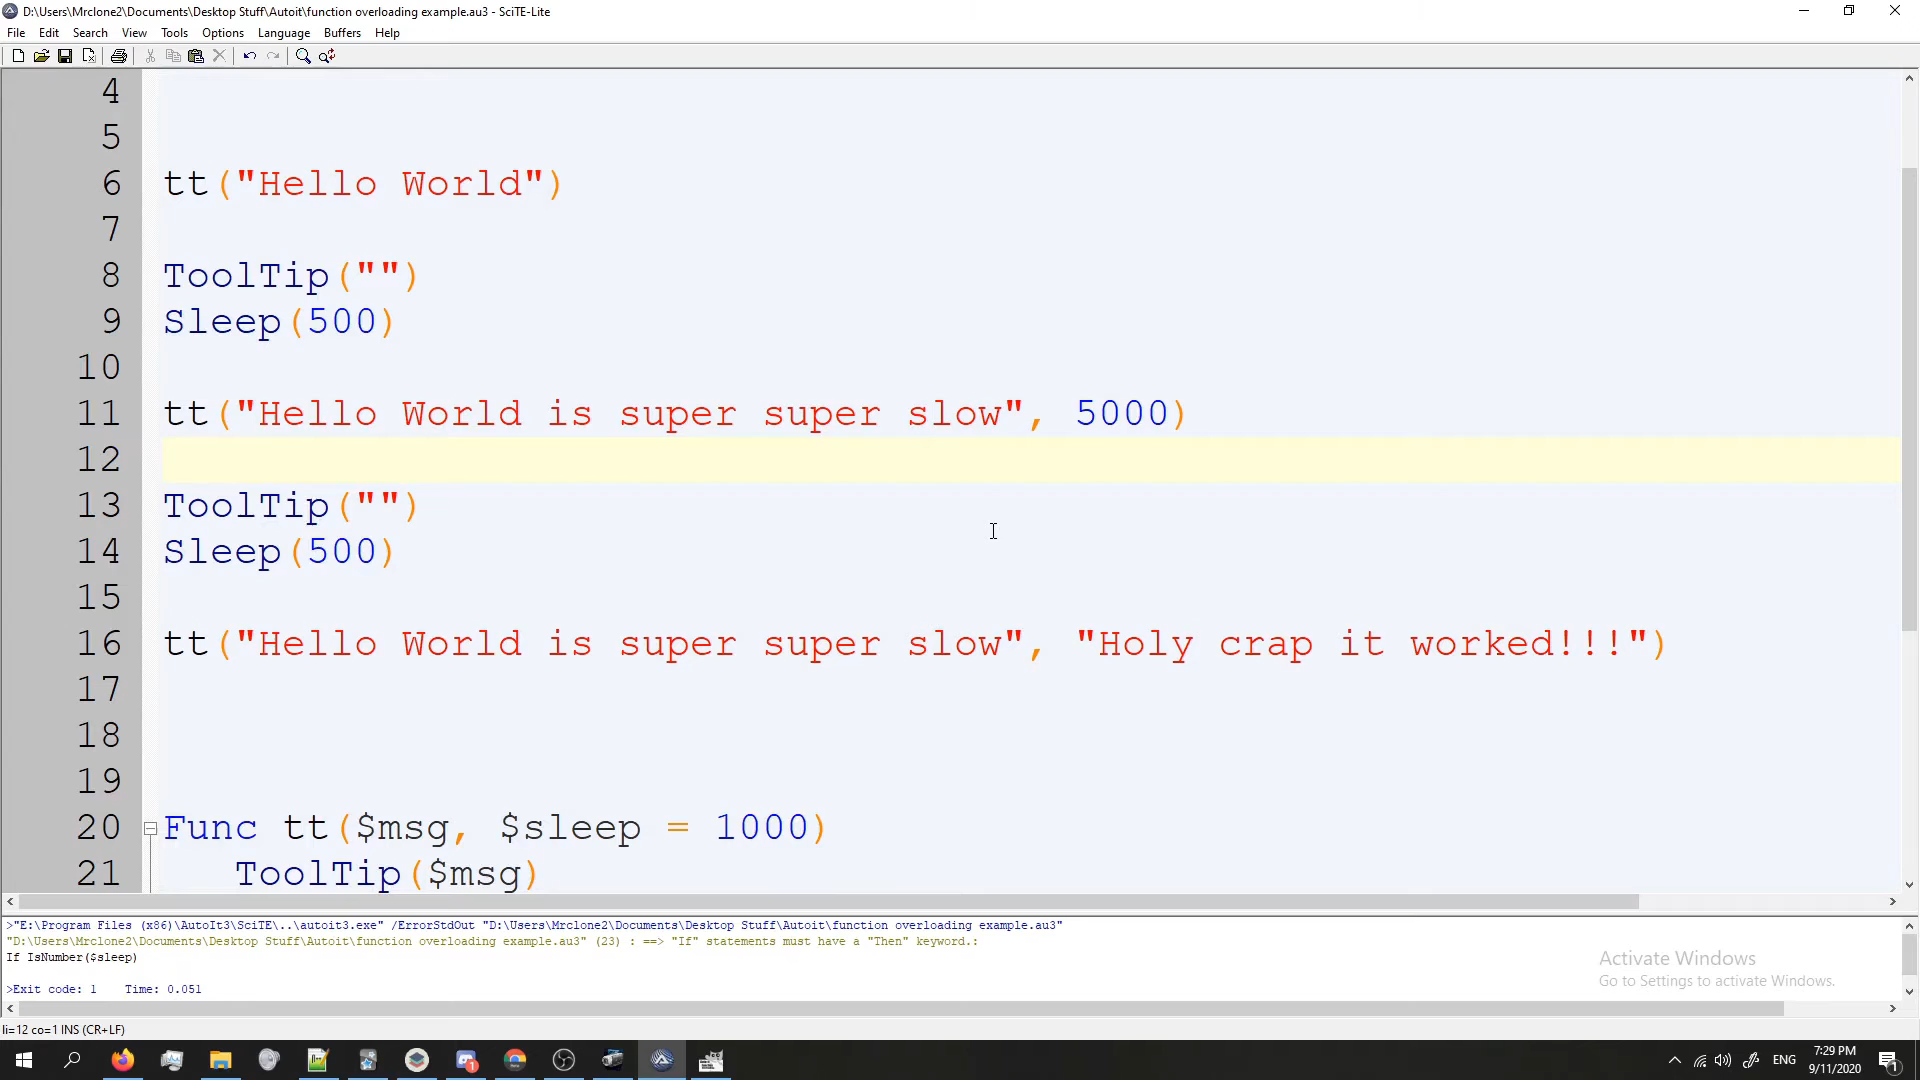 D:\Users\Mrclone2\Documents\Desktop Stuff\Autoit\function overloading example.au3 - SciTE-Lite
File Edit Search View Tools Options Language Buffers Help
4
5
6 tt("Hello World")
7
8 ToolTip("")
9 Sleep(500)
10
11 tt("Hello World is super super slow", 5000)
12
13 ToolTip("")
14 Sleep(500)
15
16 tt("Hello World is super super slow", "Holy crap it worked!!!")
17
18
19
20 Func tt($msg, $sleep = 1000)
21 ToolTip($msg)
>"E:\Program Files (x86)\AutoIt3\SciTE\..\autoit3.exe" /ErrorStdOut "D:\Users\Mrclone2\Documents\Desktop Stuff\Autoit\function overloading example.au3"
"D:\Users\Mrclone2\Documents\Desktop Stuff\Autoit\function overloading example.au3" (23) : ==> "If" statements must have a "Then" keyword.:
If IsNumber($sleep)
>Exit code: 1 Time: 0.051
Activate Windows
Go to Settings to activate Windows.
li=12 co=1 INS (CR+LF)
ENG
7:29 PM
9/11/2020